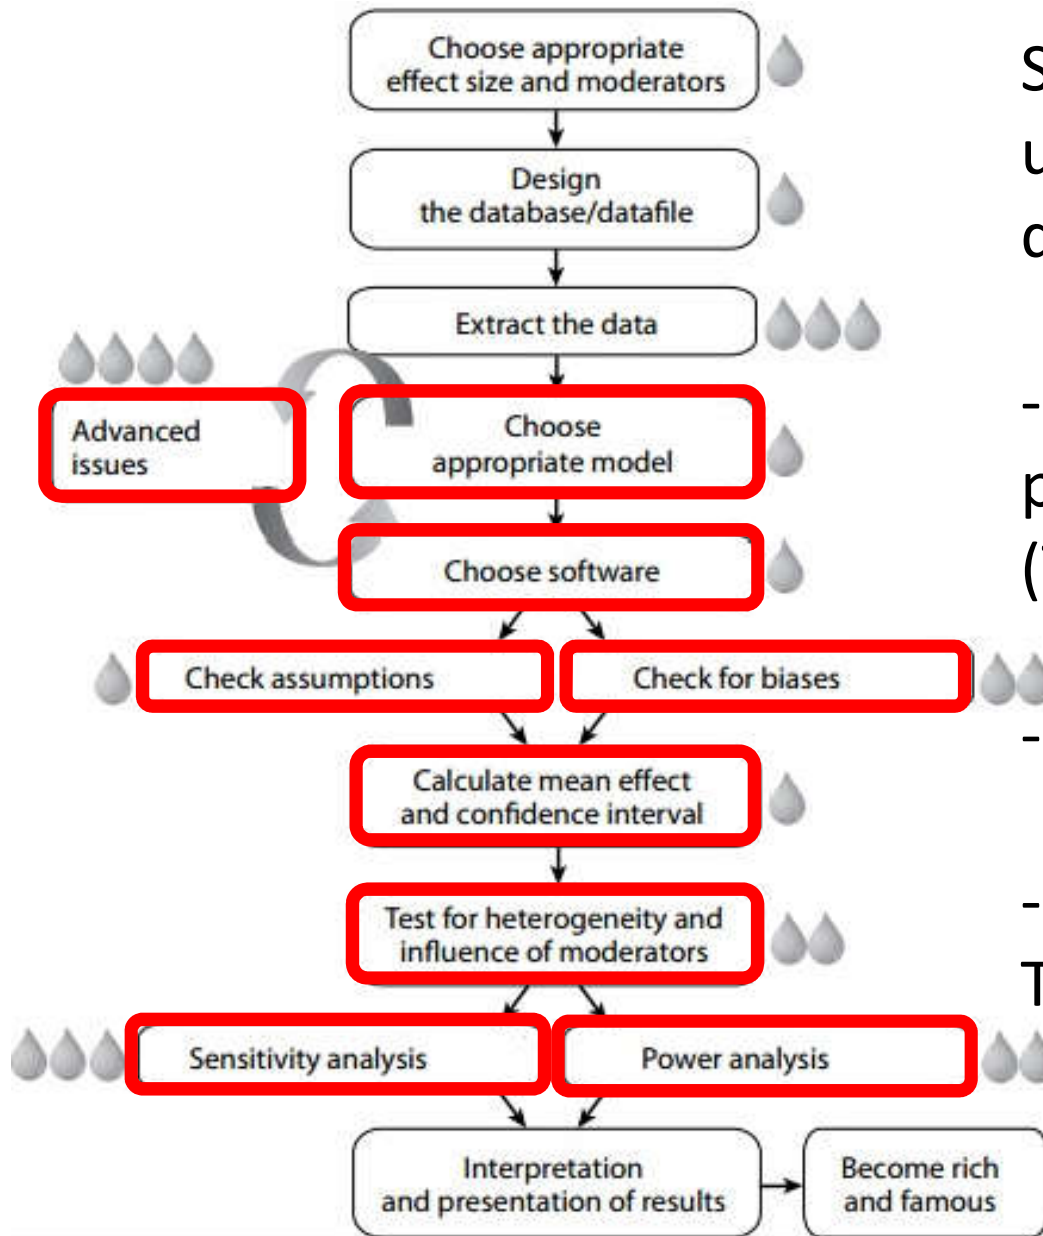 Choose appropriate
effect size and moderators
Design
the database/datafile
Extract the data
Advanced
issues
Choose
appropriate model
Choose software
Check assumptions
Check for biases
Calculate mean effect
and confidence interval
Test for heterogeneity and
influence of moderators
Sensitivity analysis
Power analysis
Interpretation
and presentation of results
Become rich
and famous